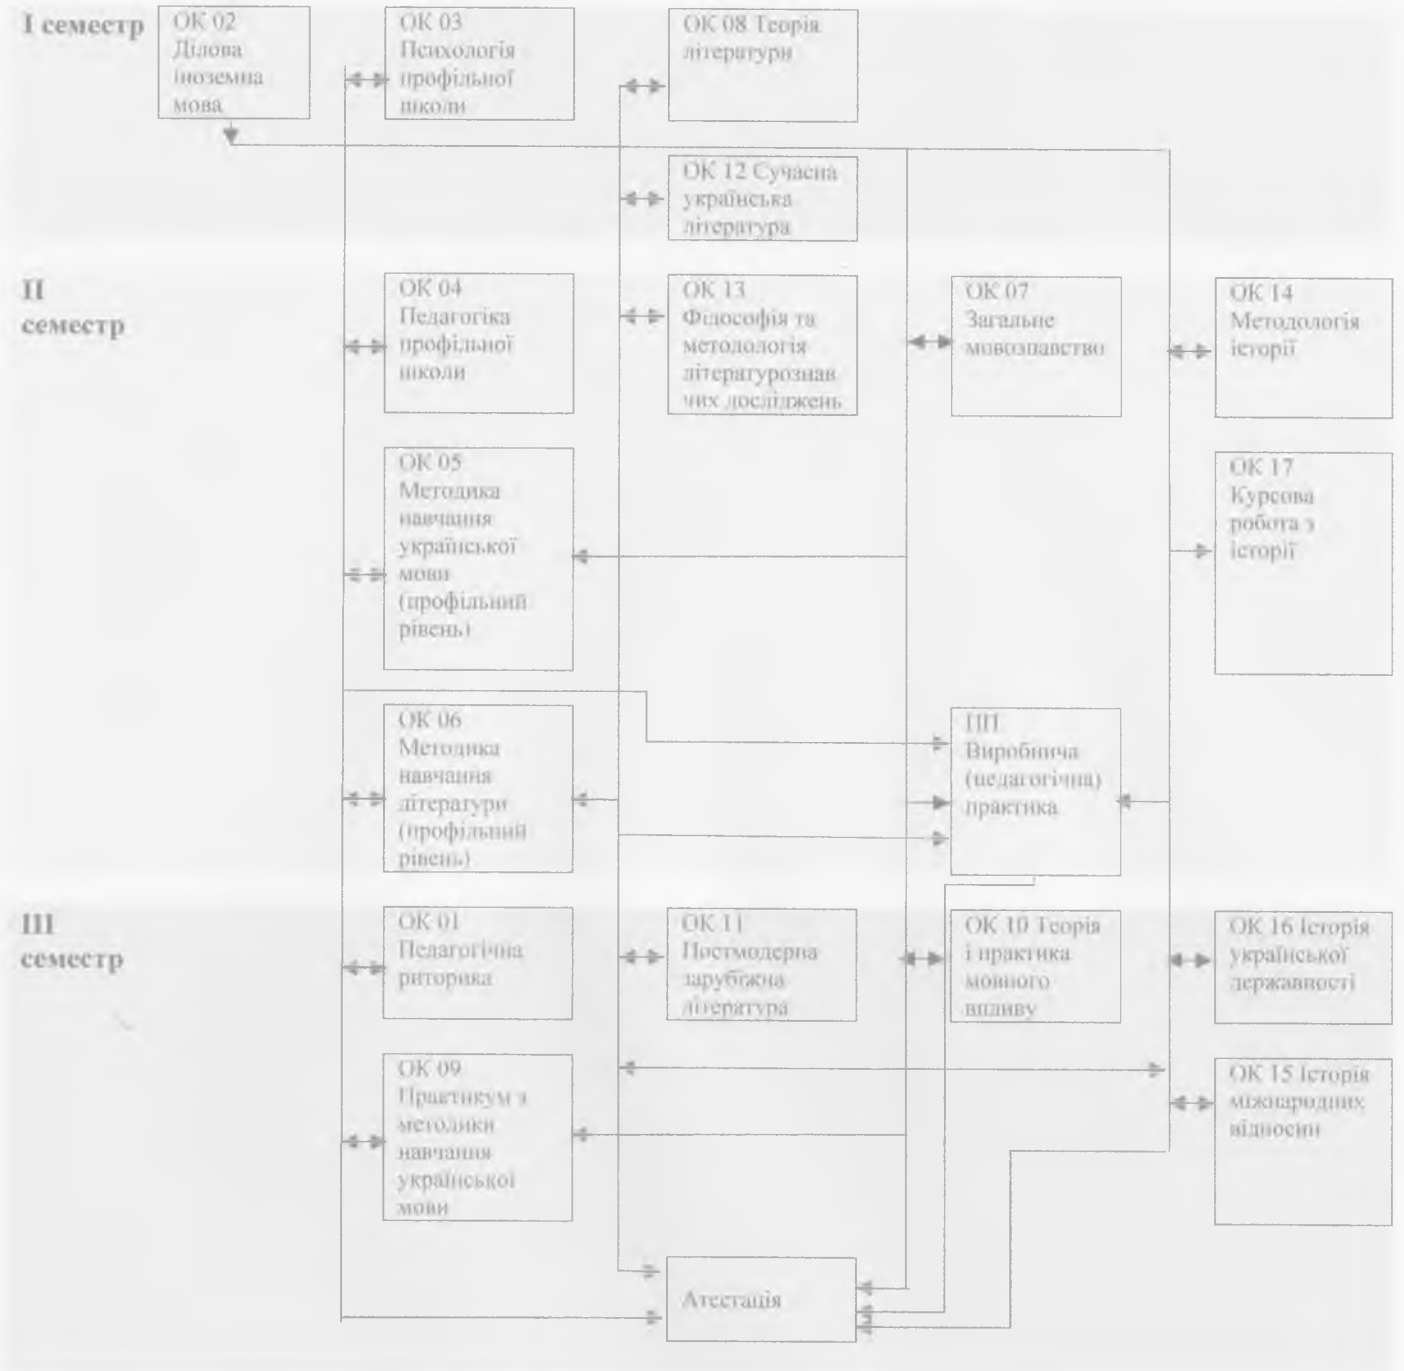 І семестр
ОК 02
Ділова
іноземна
мова
ОК 03
Психологія
профільної
школи
ОК 08 Теорія
літератури
ОК 12 Сучасна
українська
література
ІІ
семестр
ОК 04
Педагогіка
профільної
школи
ОК 13
Філософія та
методологія
літературознав
чих досліджень
ОК 07
Загальне
мовознавство
ОК 14
Методологія
історії
ОК 05
Методика
навчання
української
мови
(профільний
рівень)
ОК 17
Курсова
робота з
історії
ОК 06
Методика
навчання
літератури
(профільний
рівень)
ПП
Виробнича
(педагогічна)
практика
ІІІ
семестр
ОК 01
Педагогічна
риторика
ОК 11
Постмодерна
зарубіжна
література
ОК 10 Теорія
і практика
мовного
впливу
ОК 16 Історія
української
державності
ОК 09
Практикум з
методики
навчання
української
мови
ОК 15 Історія
міжнародних
відносин
Атестація